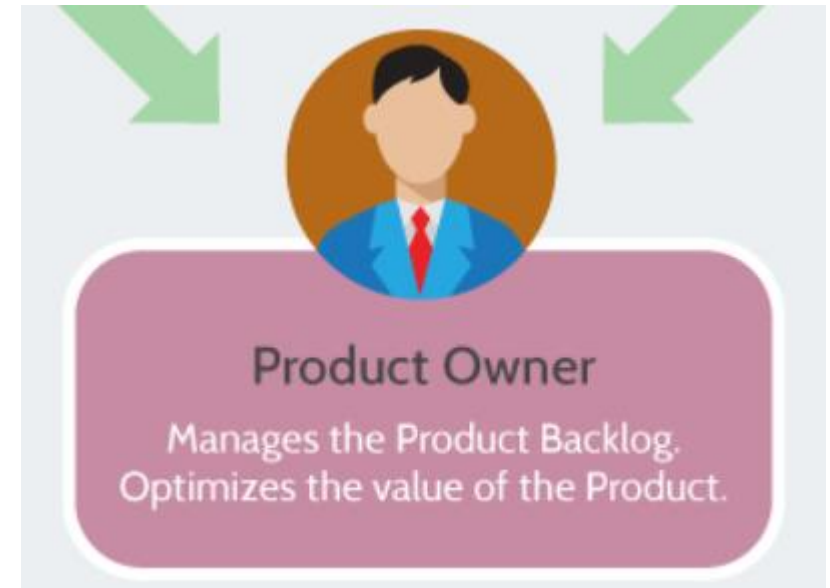 Product Owner
Manages the Product Backlog.
Optimizes the value of the Product.